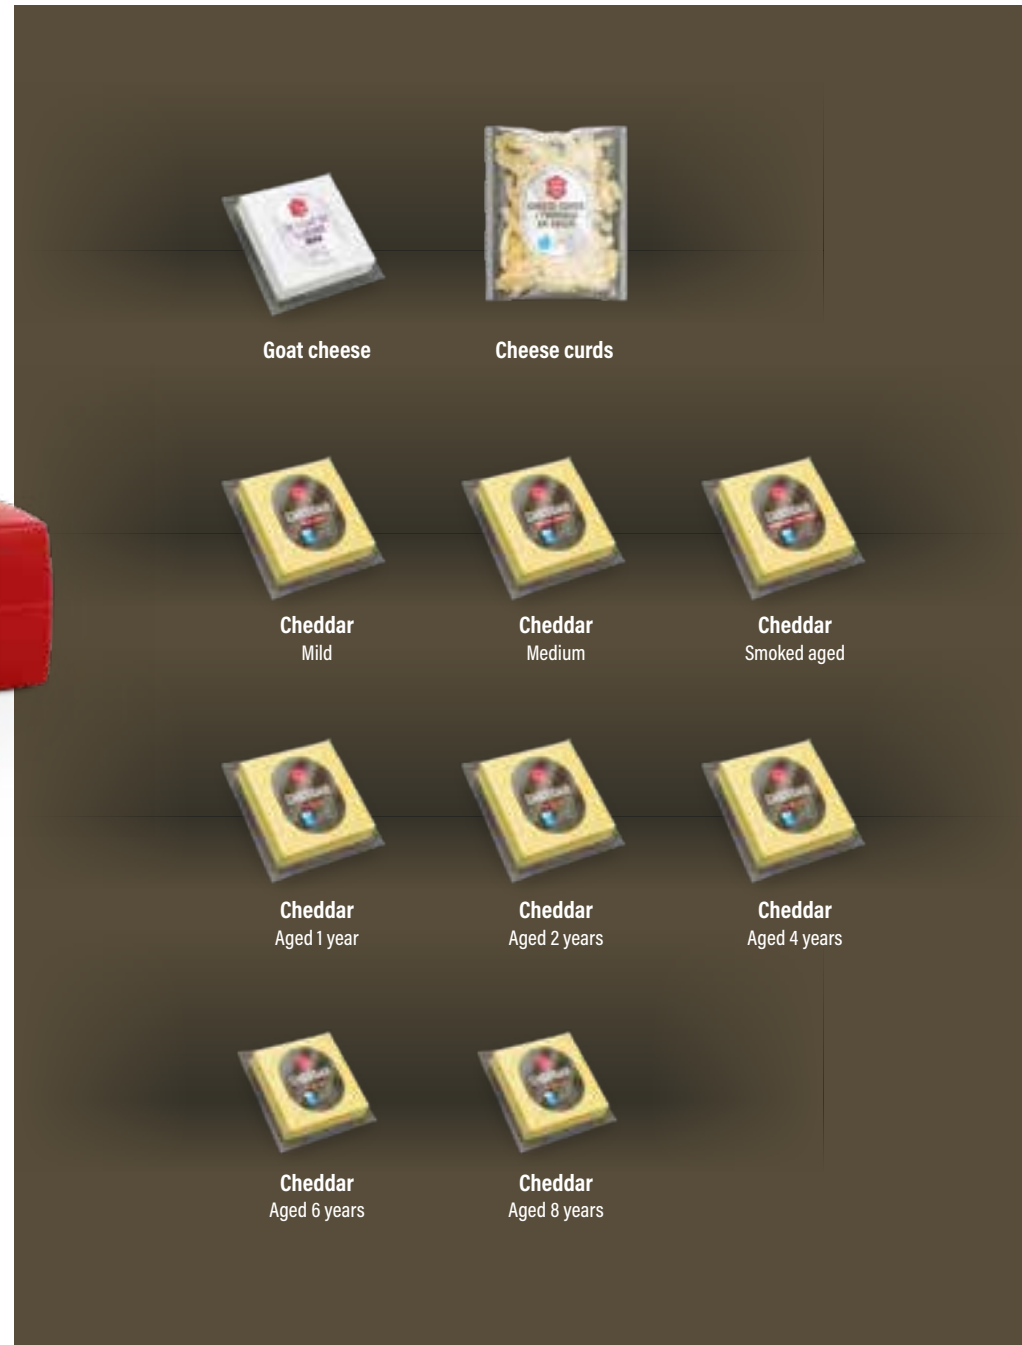 Goat cheese
Cheese curds
Cheddar
Mild
Cheddar
Medium
Cheddar
Smoked aged
Cheddar
Aged 1 year
Cheddar
Aged 2 years
Cheddar
Aged 4 years
Cheddar
Aged 6 years
Cheddar
Aged 8 years